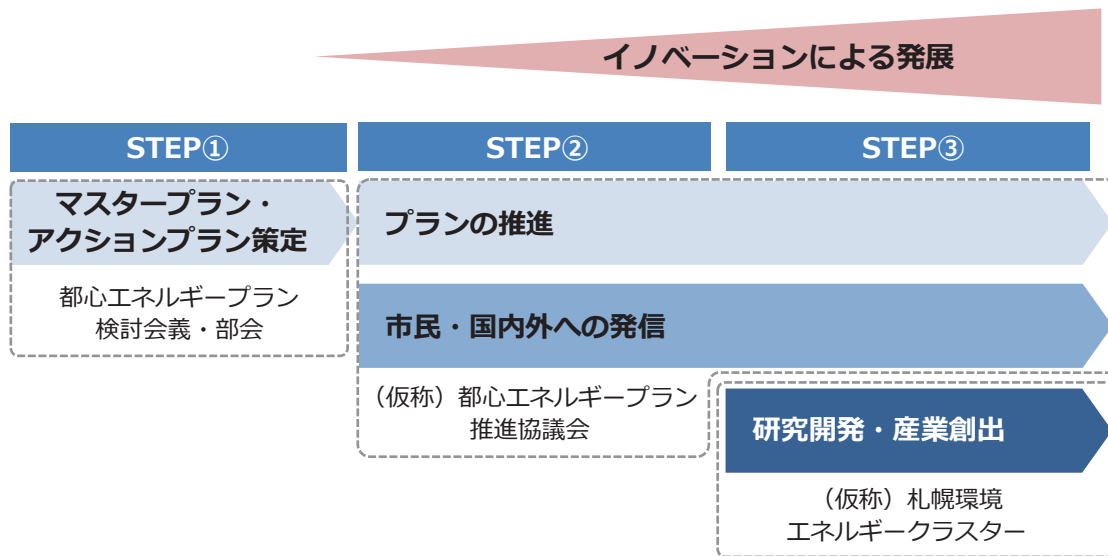 イノベーションによる発展
STEP①
STEP②
STEP③
マスタープラン・
アクションプラン策定
都心エネルギープラン
検討会議・部会
プランの推進
市民・国内外への発信
（仮称）都心エネルギープラン
推進協議会
研究開発・産業創出
（仮称）札幌環境
エネルギークラスター